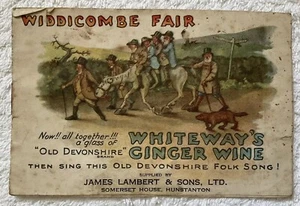 WIDDICOMBE FAIR
Now!! all together!!!
a glass of
"OLD DEVONSHIRE"
BRAND
WHITEWAY'S
GINGER WINE
THEN SING THIS OLD DEVONSHIRE FOLK SONG!
SUPPLIED BY
JAMES LAMBERT & SONS, LTD.
SOMERSET HOUSE, HUNSTANTON.